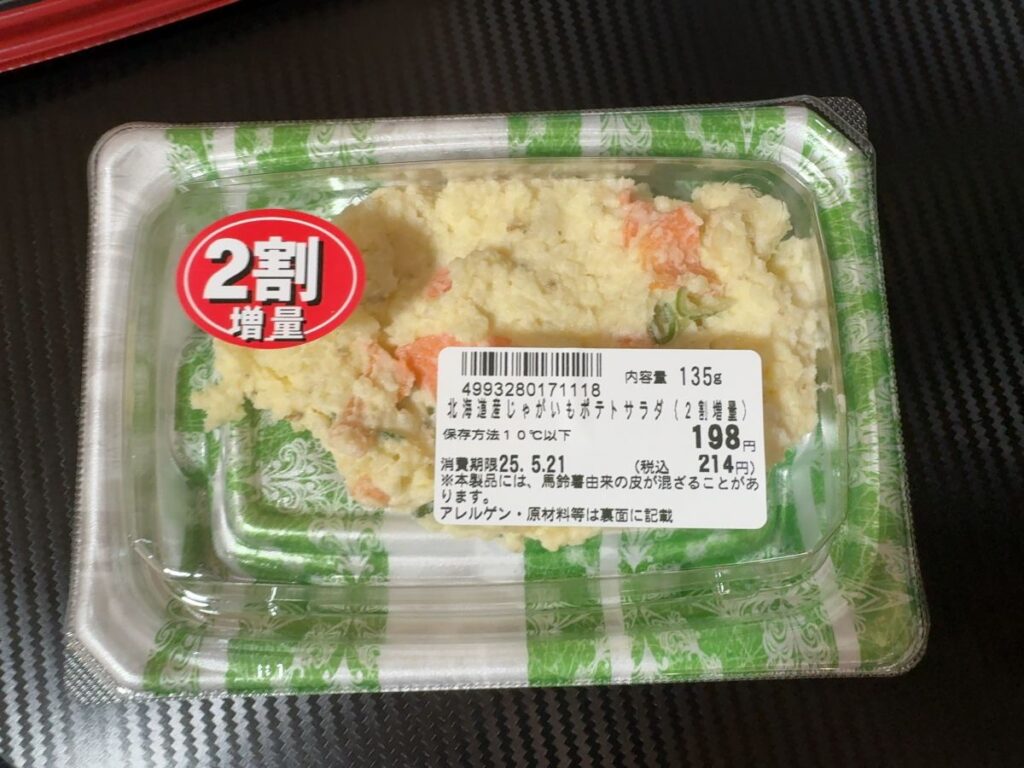 2割
増量
4993280171118
内容量 135g
北海道産じゃがいもポテトサラダ(2割増量)
保存方法10℃以下
198円
消費期限25.5.21 (税込 214円)
※本製品には、馬鈴薯由来の皮が混ざることがあ
ります。
アレルゲン・原材料等は裏面に記載